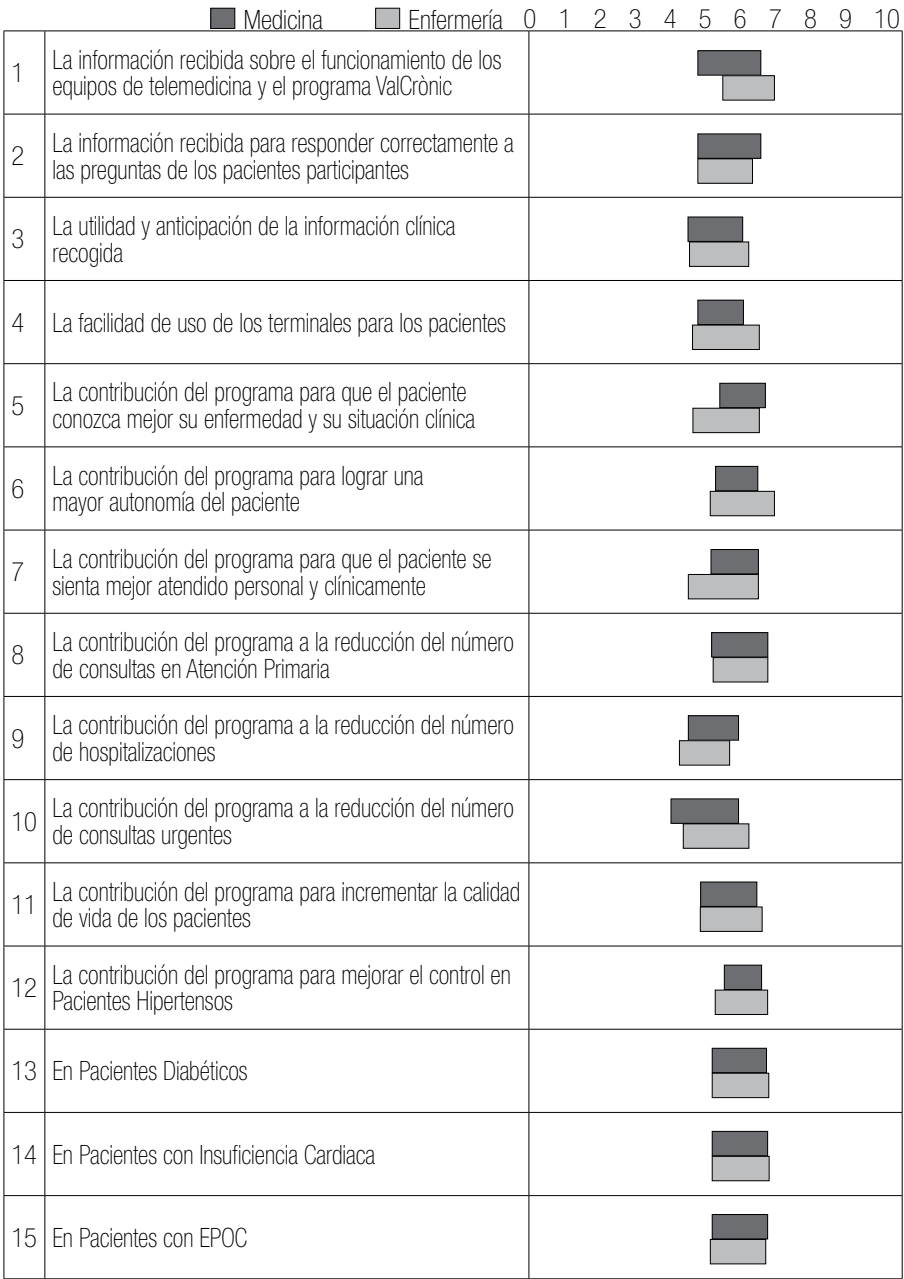 Medicina Enfermería 0 1 2 3 4 5 6 7 8 9 10
1 La información recibida sobre el funcionamiento de los
equipos de telemedicina y el programa ValCrònic
2 La información recibida para responder correctamente a
las preguntas de los pacientes participantes
3 La utilidad y anticipación de la información clínica
recogida
4 La facilidad de uso de los terminales para los pacientes
5 La contribución del programa para que el paciente
conozca mejor su enfermedad y su situación clínica
6 La contribución del programa para lograr una
mayor autonomía del paciente
7 La contribución del programa para que el paciente se
sienta mejor atendido personal y clínicamente
8 La contribución del programa a la reducción del número
de consultas en Atención Primaria
9 La contribución del programa a la reducción del número
de hospitalizaciones
10 La contribución del programa a la reducción del número
de consultas urgentes
11 La contribución del programa para incrementar la calidad
de vida de los pacientes
12 La contribución del programa para mejorar el control en
Pacientes Hipertensos
13 En Pacientes Diabéticos
14 En Pacientes con Insuficiencia Cardiaca
15 En Pacientes con EPOC